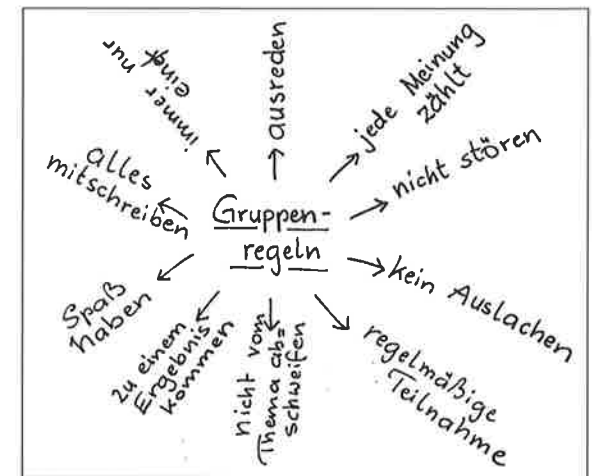 Gruppen-
regeln
ausreden
jede Meinung
zählt
nicht stören
kein Auslachen
regelmäßige
Teilnahme
nicht vom
Thema ab=
schweifen
zu einem
Ergebnis
kommen
Spaß
haben
alles
mitschreiben
immer nur
einer